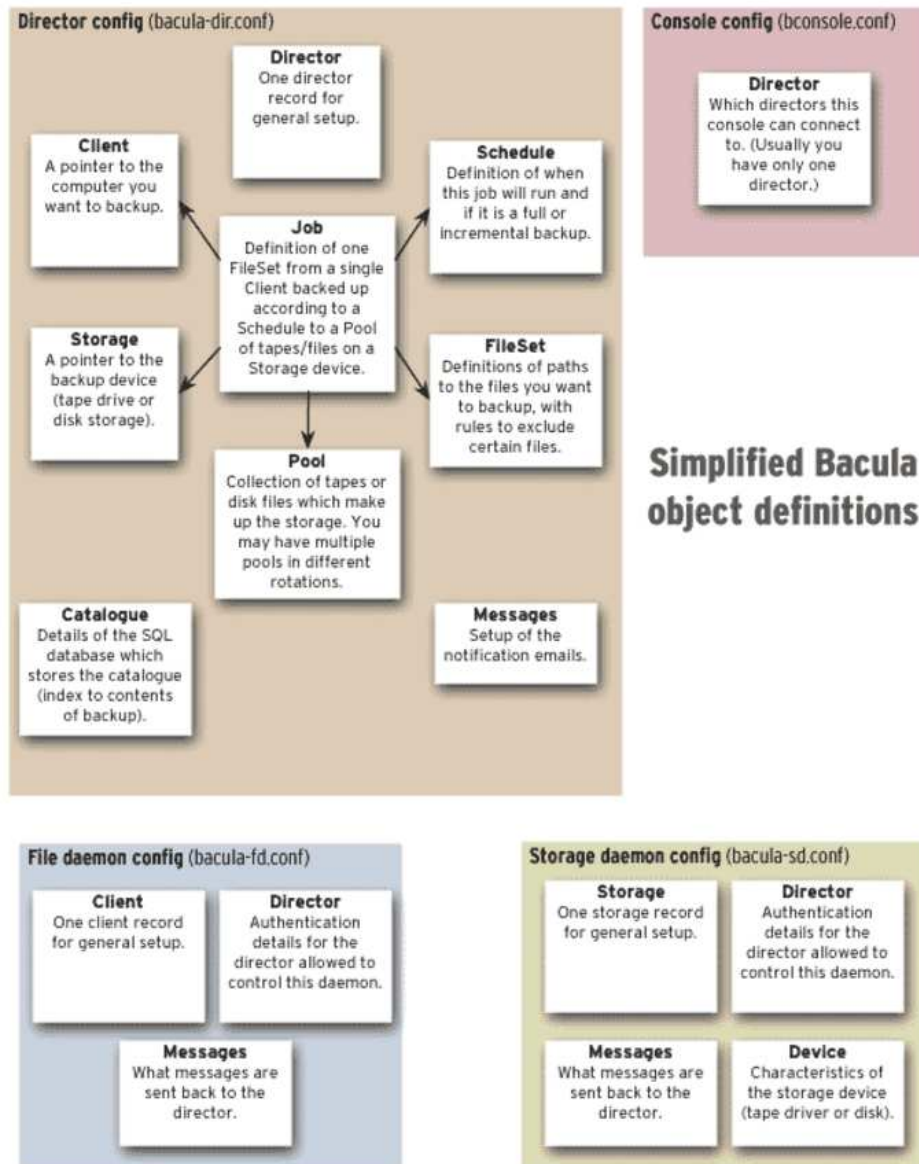 Director config (bacula-dir.conf)
Director
One director
record for
general setup.
Client
A pointer to the
computer you
want to backup.
Schedule
Definition of when
this job will run and
if it is a full or
incremental backup.
Job
Definition of one
FileSet from a single
Client backed up
according to a
Schedule to a Pool
of tapes/files on a
Storage device.
Storage
A pointer to the
backup device
(tape drive or
disk storage).
FileSet
Definitions of paths
to the files you want
to backup, with
rules to exclude
certain files.
Pool
Collection of tapes or
disk files which make
up the storage. You
may have multiple
pools in different
rotations.
Catalogue
Details of the SQL
database which
stores the catalogue
(index to contents
of backup).
Messages
Setup of the
notification emails.
Console config (bconsole.conf)
Director
Which directors this
console can connect
to. (Usually you
have only one
director.)
Simplified Bacula
object definitions
File daemon config (bacula-fd.conf)
Client
One client record
for general setup.
Director
Authentication
details for the
director allowed to
control this daemon.
Messages
What messages are
sent back to the
director.
Storage daemon config (bacula-sd.conf)
Storage
One storage record
for general setup.
Director
Authentication
details for the
director allowed to
control this daemon.
Messages
What messages are
sent back to the
director.
Device
Characteristics of
the storage device
(tape driver or disk).